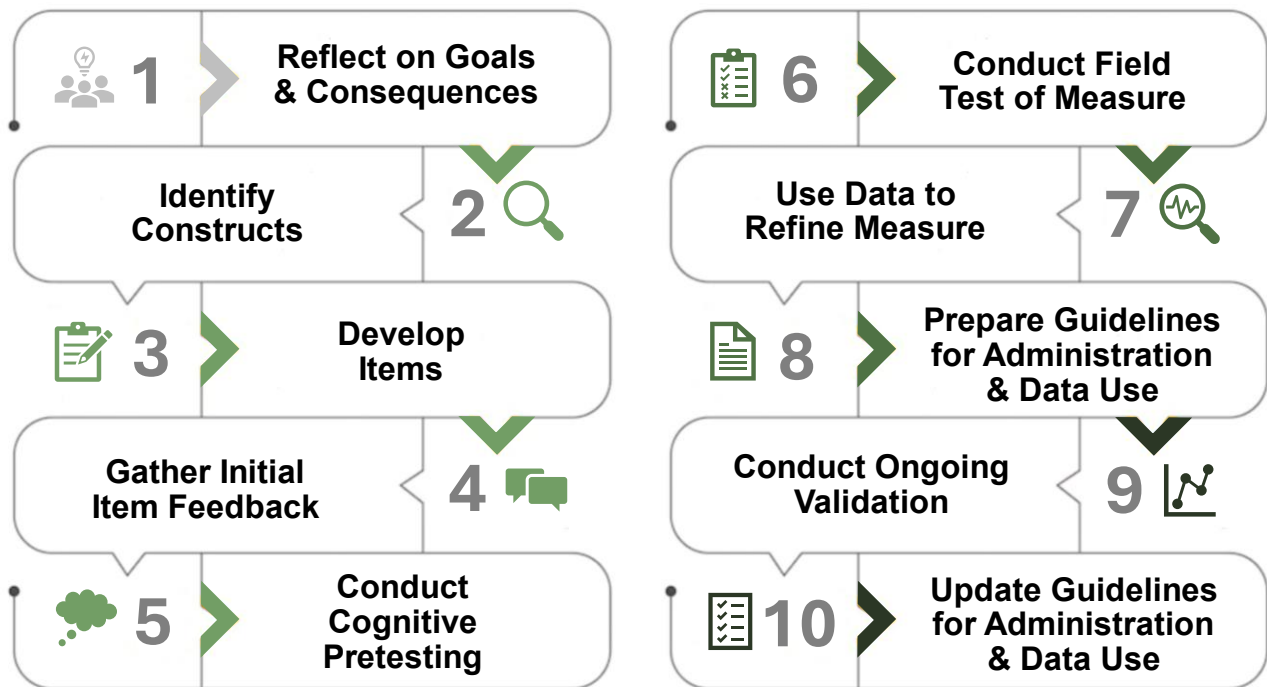 1
Reflect on Goals
& Consequences
2
Identify
Constructs
3
Develop
Items
4
Gather Initial
Item Feedback
5
Conduct
Cognitive
Pretesting
6
Conduct Field
Test of Measure
7
Use Data to
Refine Measure
8
Prepare Guidelines
for Administration
& Data Use
9
Conduct Ongoing
Validation
10
Update Guidelines
for Administration
& Data Use